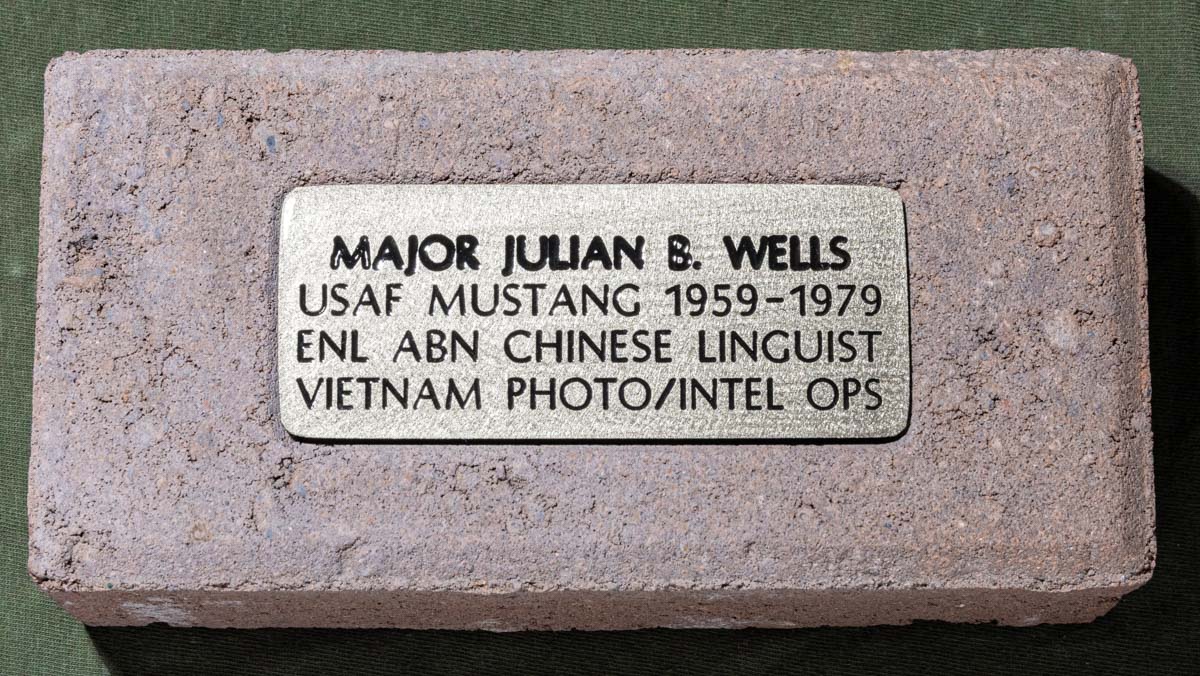 MAJOR JULIAN B. WELLS
USAF MUSTANG 1959-1979
ENL ABN CHINESE LINGUIST
VIETNAM PHOTO/INTEL OPS